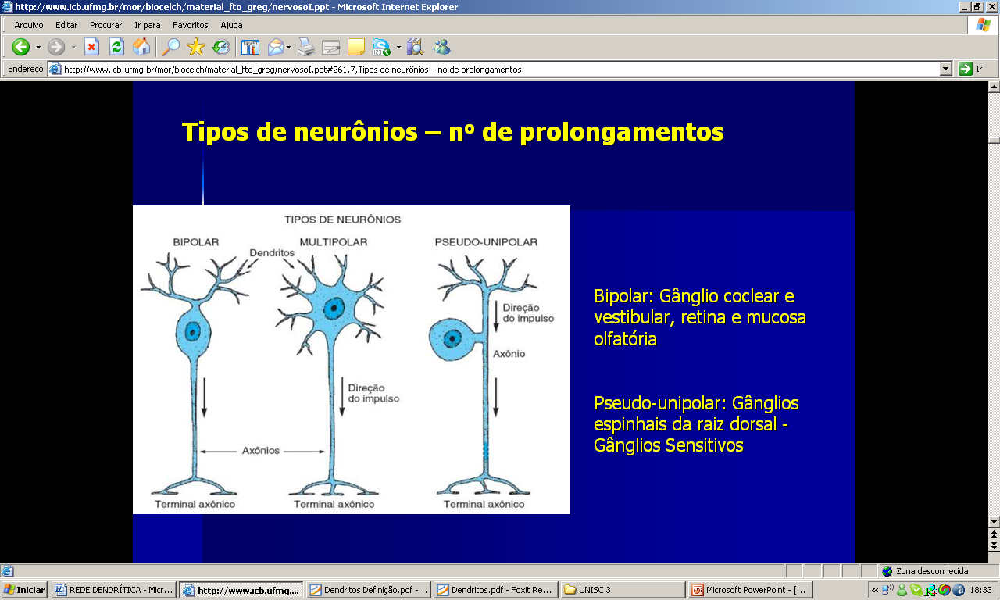 http://www.icb.ufmg.br/mor/biocelch/material_fto_greg/nervosoI.ppt - Microsoft Internet Explorer
Arquivo Editar Procurar Ir para Favoritos Ajuda
123
Endereço http://www.icb.ufmg.br/mor/biocelch/material_fto_greg/nervosoI.ppt#261,7,Tipos de neurônios – no de prolongamentos Ir
Tipos de neurônios – nº de prolongamentos
TIPOS DE NEURÔNIOS
BIPOLAR MULTIPOLAR PSEUDO-UNIPOLAR
Dendritos
Direção
do impulso
Axônio
Direção
do impulso
Axônios
Terminal axônico Terminal axônico Terminal axônico
Bipolar: Gânglio coclear e
vestibular, retina e mucosa
olfatória
Pseudo-unipolar: Gânglios
espinhais da raiz dorsal -
Gânglios Sensitivos
Zona desconhecida
Iniciar REDE DENDRÍTICA - Micr... http://www.icb.ufmg.... Dendritos Definição.pdf -... Dendritos.pdf - Foxit Re... UNISC 3 Microsoft PowerPoint - [... « 18:33